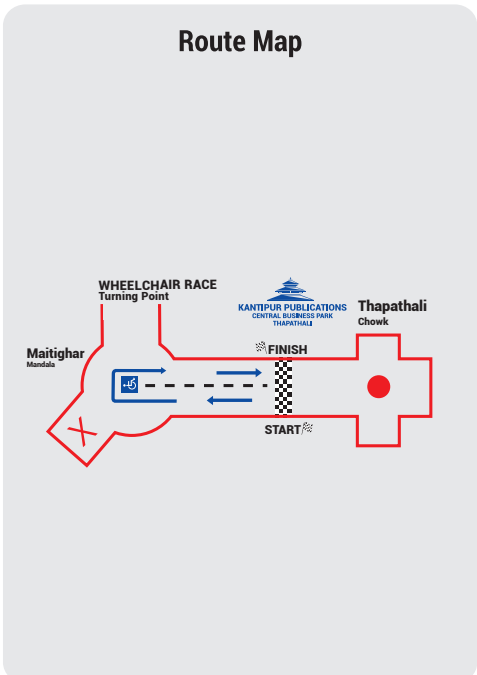 Route Map
WHEELCHAIR RACE
Turning Point
KANTIPUR PUBLICATIONS
CENTRAL BUSINESS PARK
THAPATHALI
Thapathali
Chowk
Maitighar
Mandala
FINISH
START